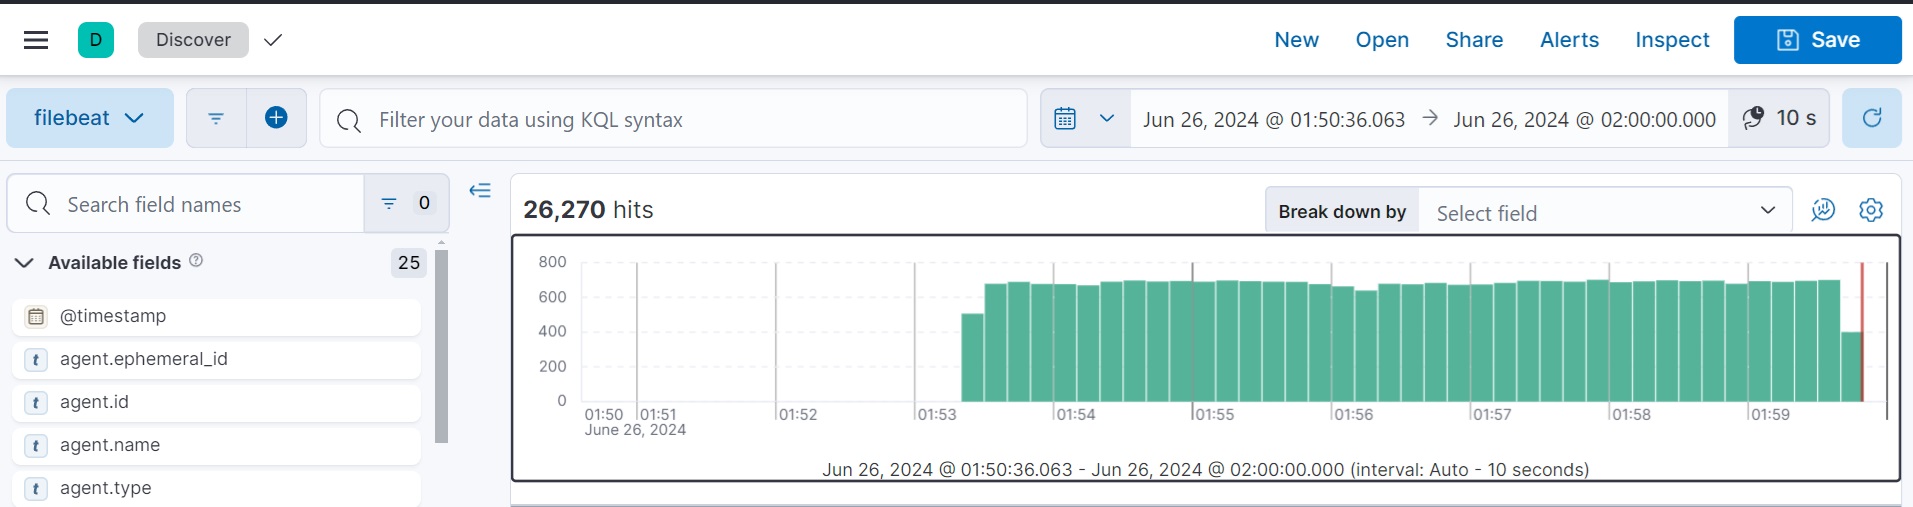 D Discover New Open Share Alerts Inspect Save
filebeat Filter your data using KQL syntax Jun 26, 2024 @ 01:50:36.063 → Jun 26, 2024 @ 02:00:00.000 10 s
Search field names 0
26,270 hits Break down by Select field
Available fields 25
@timestamp
t agent.ephemeral_id
t agent.id
t agent.name
t agent.type
800
600
400
200
0
01:50 01:51 01:52 01:53 01:54 01:55 01:56 01:57 01:58 01:59
June 26, 2024
Jun 26, 2024 @ 01:50:36.063 - Jun 26, 2024 @ 02:00:00.000 (interval: Auto - 10 seconds)